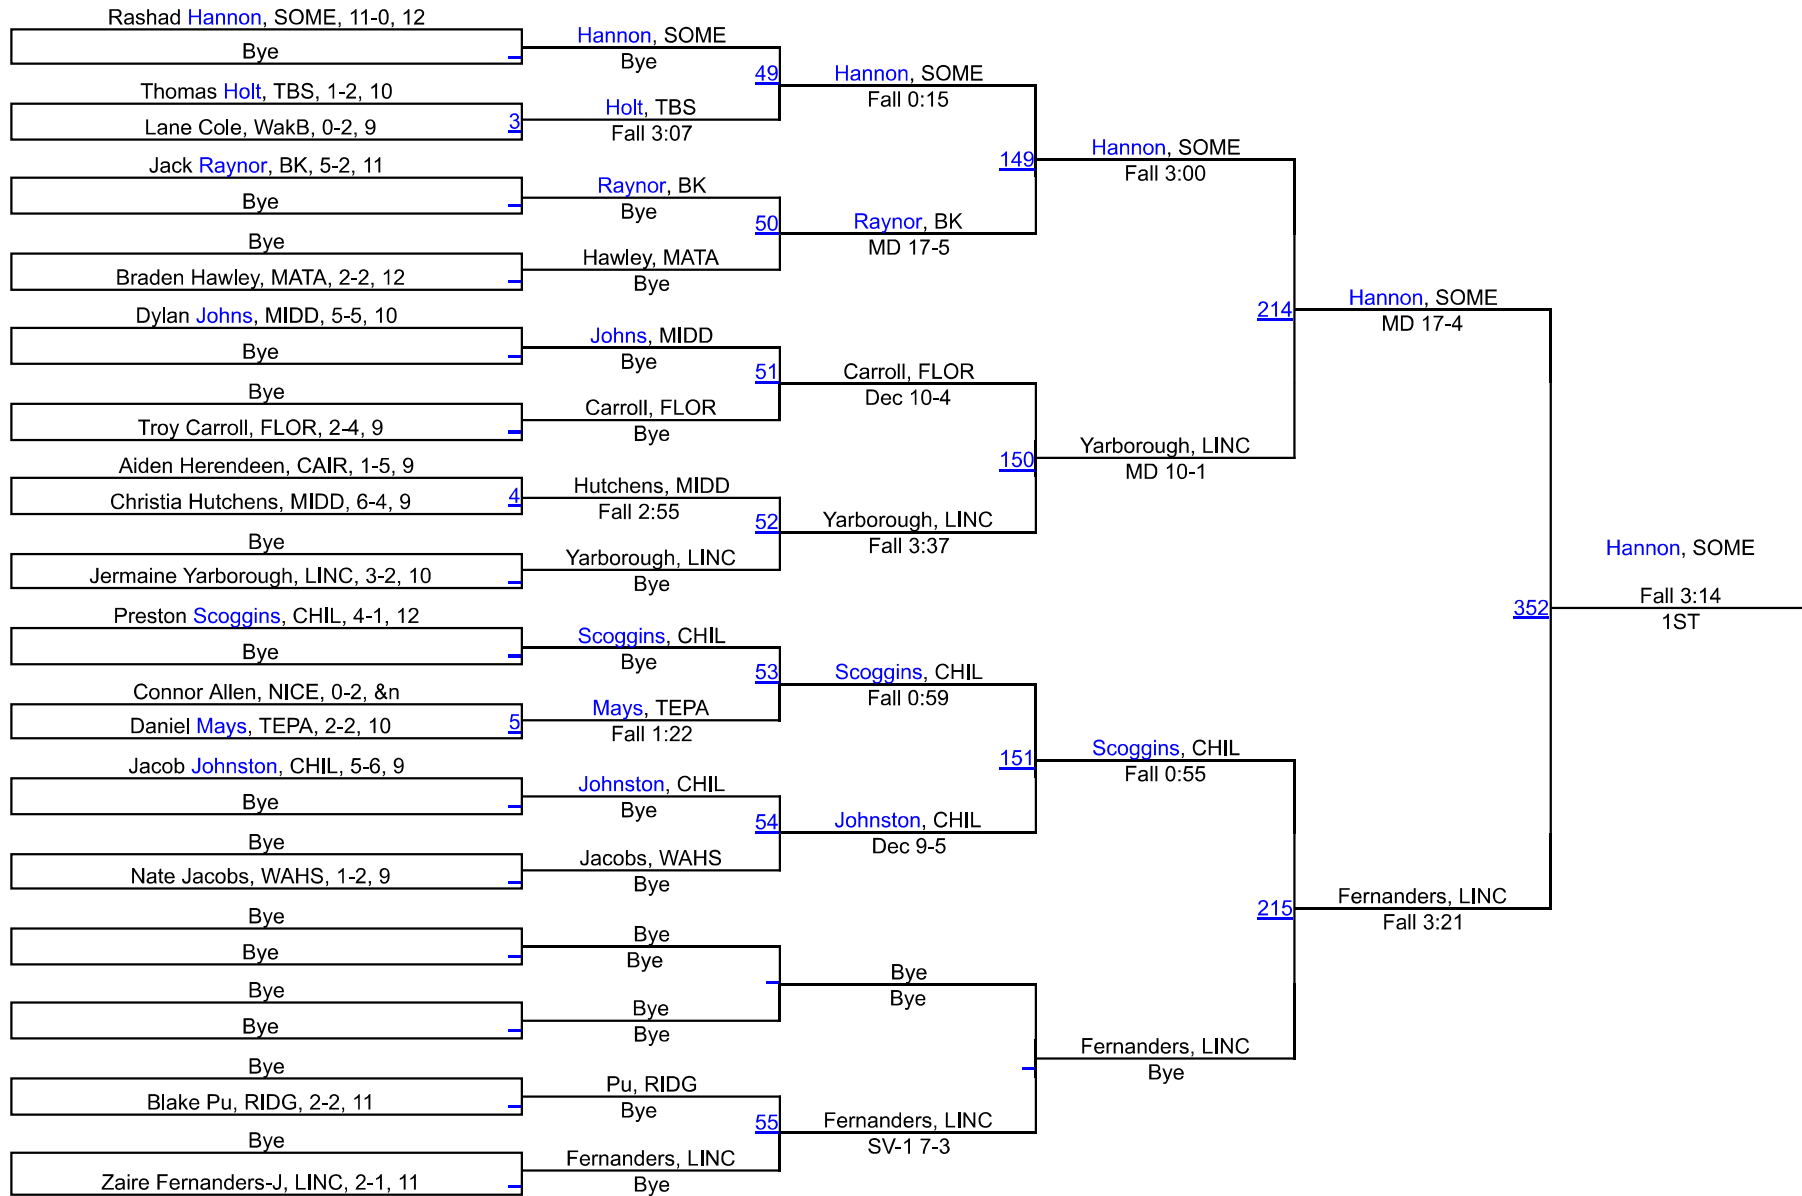 Rashad Hannon, SOME, 11-0, 12
Bye
Thomas Holt, TBS, 1-2, 10
Lane Cole, WakB, 0-2, 9
3
Jack Raynor, BK, 5-2, 11
Bye
Bye
Braden Hawley, MATA, 2-2, 12
Dylan Johns, MIDD, 5-5, 10
Bye
Bye
Troy Carroll, FLOR, 2-4, 9
Aiden Herendeen, CAIR, 1-5, 9
Christia Hutchens, MIDD, 6-4, 9
4
Bye
Jermaine Yarborough, LINC, 3-2, 10
Preston Scoggins, CHIL, 4-1, 12
Bye
Connor Allen, NICE, 0-2, &n
Daniel Mays, TEPA, 2-2, 10
5
Jacob Johnston, CHIL, 5-6, 9
Bye
Bye
Nate Jacobs, WAHS, 1-2, 9
Bye
Bye
Bye
Bye
Bye
Blake Pu, RIDG, 2-2, 11
Bye
Zaire Fernanders-J, LINC, 2-1, 11
Hannon, SOME
Bye
49
Holt, TBS
Fall 3:07
Raynor, BK
Bye
50
Hawley, MATA
Bye
Johns, MIDD
Bye
51
Carroll, FLOR
Bye
Hutchens, MIDD
Fall 2:55
52
Yarborough, LINC
Bye
Scoggins, CHIL
Bye
53
Mays, TEPA
Fall 1:22
Johnston, CHIL
Bye
54
Jacobs, WAHS
Bye
Bye
Bye
Bye
Bye
Pu, RIDG
Bye
55
Fernanders, LINC
Bye
Hannon, SOME
Fall 0:15
149
Raynor, BK
MD 17-5
Carroll, FLOR
Dec 10-4
150
Yarborough, LINC
Fall 3:37
Scoggins, CHIL
Fall 0:59
151
Johnston, CHIL
Dec 9-5
Bye
Bye
Fernanders, LINC
SV-1 7-3
Hannon, SOME
Fall 3:00
214
Yarborough, LINC
MD 10-1
Scoggins, CHIL
Fall 0:55
215
Fernanders, LINC
Bye
Hannon, SOME
MD 17-4
352
Fernanders, LINC
Fall 3:21
Hannon, SOME
Fall 3:14
1ST